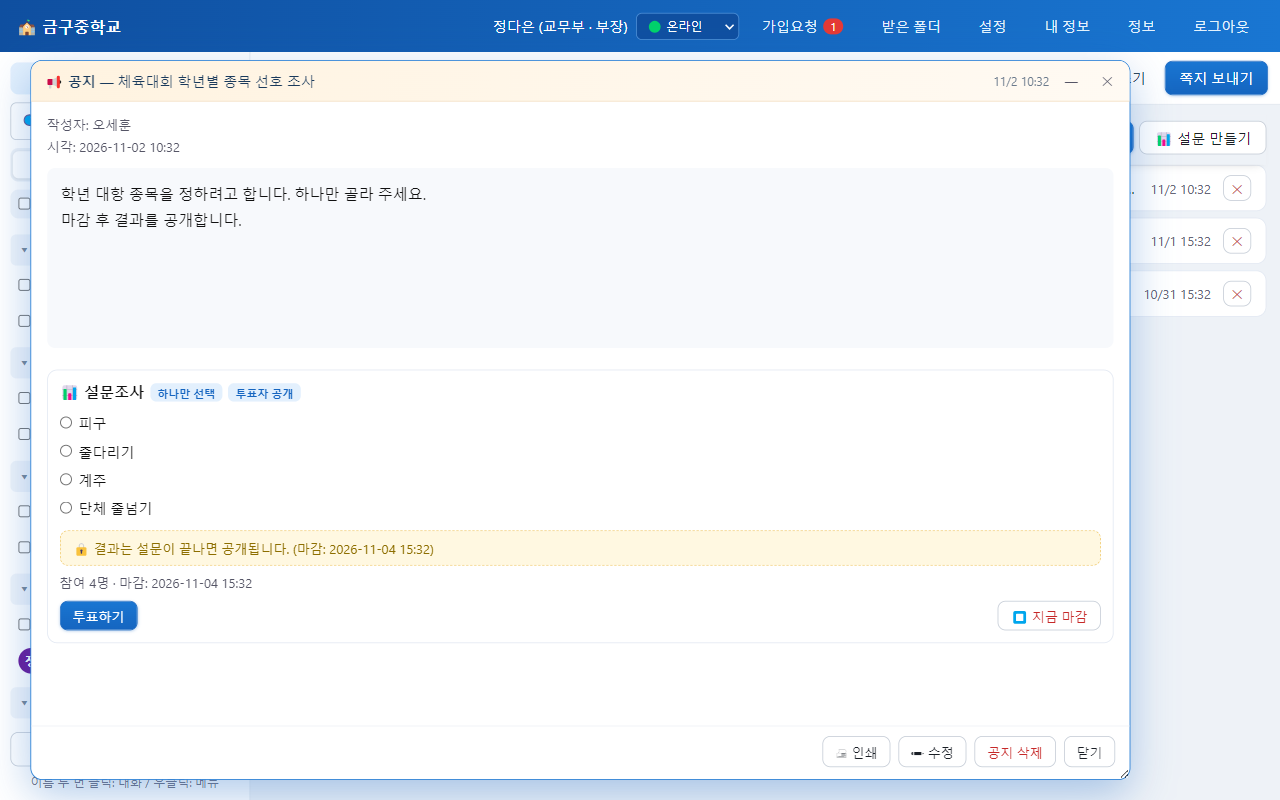 금구중학교
정다은 (교무부 · 부장)
온라인
가입요청 1
받은 폴더
설정
내 정보
정보
로그아웃
공지 — 체육대회 학년별 종목 선호 조사
11/2 10:32
쪽지 보내기
작성자: 오세훈
시각: 2026-11-02 10:32
설문 만들기
학년 대항 종목을 정하려고 합니다. 하나만 골라 주세요.
마감 후 결과를 공개합니다.
11/2 10:32
11/1 15:32
10/31 15:32
설문조사 하나만 선택 투표자 공개
피구
줄다리기
계주
단체 줄넘기
결과는 설문이 끝나면 공개됩니다. (마감: 2026-11-04 15:32)
참여 4명 · 마감: 2026-11-04 15:32
투표하기
지금 마감
인쇄
수정
공지 삭제
닫기